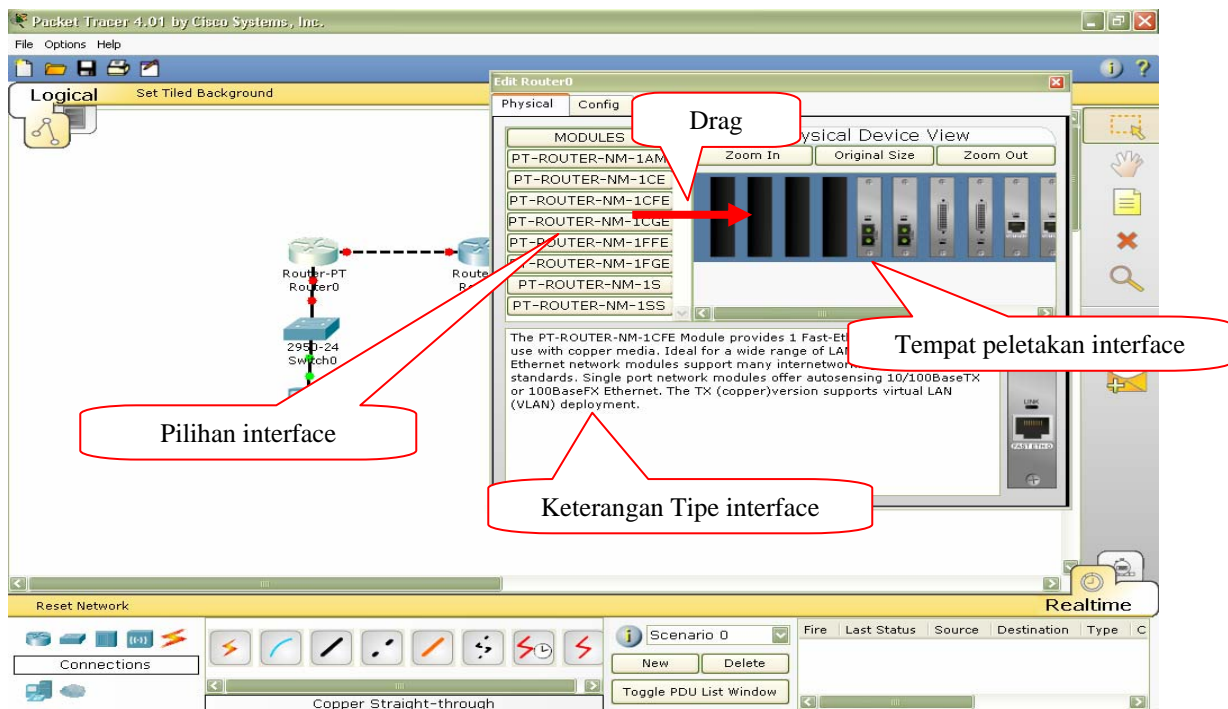 Packet Tracer 4.01 by Cisco Systems, Inc.
File Options Help
Logical
Set Tiled Background
Edit Router0
Physical
Config
Drag
MODULES
ysical Device View
Zoom In
Original Size
Zoom Out
PT-ROUTER-NM-1AM
PT-ROUTER-NM-1CE
PT-ROUTER-NM-1CFE
PT-ROUTER-NM-1CGE
PT-ROUTER-NM-1FFE
PT-ROUTER-NM-1FGE
PT-ROUTER-NM-1S
PT-ROUTER-NM-1SS
Router-PT
Router0
Route
2950-24
Switch0
The PT-ROUTER-NM-1CFE Module provides 1 Fast-Et
use with copper media. Ideal for a wide range of LAN
Ethernet network modules support many internetwor
standards. Single port network modules offer autosensing 10/100BaseTX
or 100BaseFX Ethernet. The TX (copper)version supports virtual LAN
(VLAN) deployment.
Tempat peletakan interface
Pilihan interface
Keterangan Tipe interface
LINK
FAST ETH 0
Reset Network
Realtime
Connections
Copper Straight-through
Scenario 0
New
Delete
Toggle PDU List Window
Fire Last Status Source Destination Type C